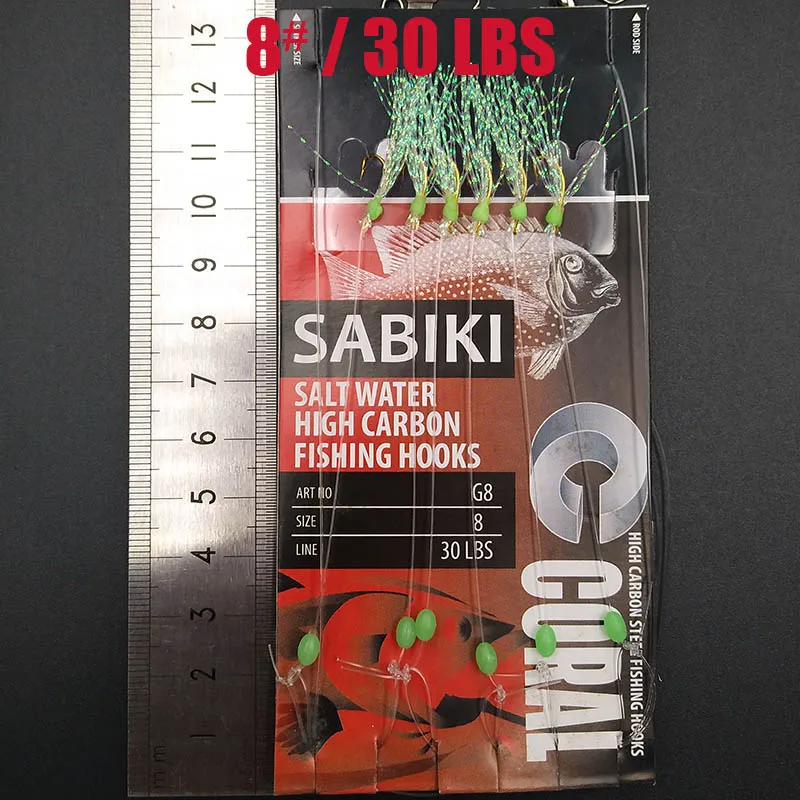 8# / 30 LBS
ROD SIDE
SABIKI
SALT WATER
HIGH CARBON
FISHING HOOKS
ART NO G8
SIZE 8
LINE 30 LBS
CORAL
HIGH CARBON STEEL FISHING HOOKS
13
12
11
10
9
8
7
6
5
4
3
2
1